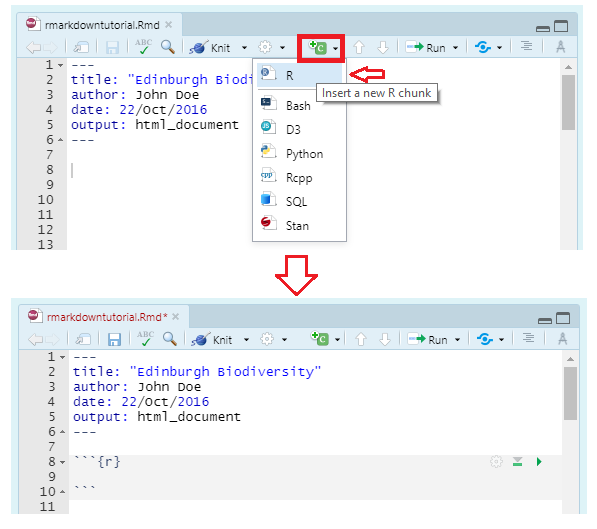 rmarkdowntutorial.Rmd
ABC Knit C Run
1 ---
2 title: "Edinburgh Biodi
3 author: John Doe
4 date: 22/Oct/2016
5 output: html_document
6 ---
7
8
9
10
11
12
13
R
Insert a new R chunk
Bash
D3
Python
Rcpp
SQL
Stan
rmarkdowntutorial.Rmd*
ABC Knit C Run
1 ---
2 title: "Edinburgh Biodiversity"
3 author: John Doe
4 date: 22/Oct/2016
5 output: html_document
6 ---
7
8 ```{r}
9
10 ```
11